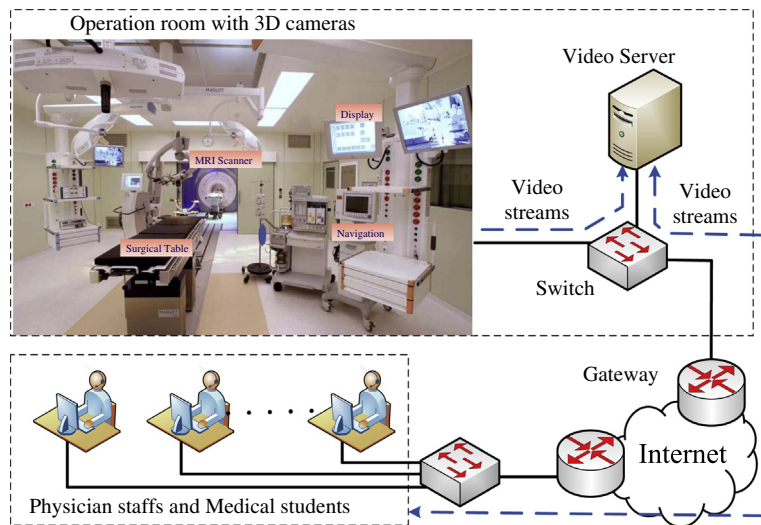 Operation room with 3D cameras
MAQUET
Display
MRI Scanner
Surgical Table
Navigation
Video Server
Video
streams
Video
streams
Switch
Gateway
Internet
Physician staffs and Medical students